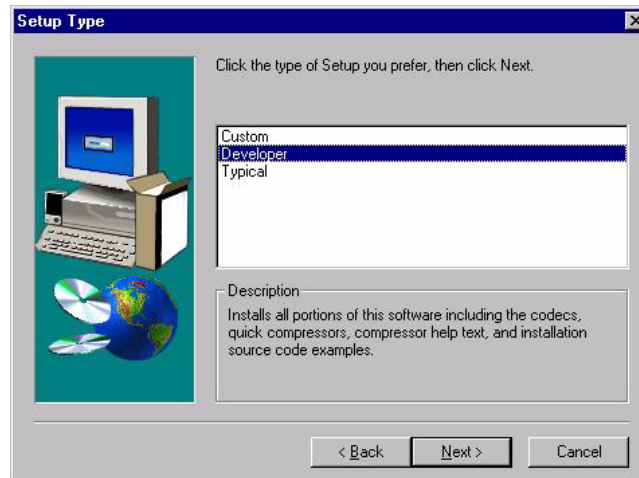 Setup Type
Click the type of Setup you prefer, then click Next.
Custom
Developer
Typical
Description
Installs all portions of this software including the codecs,
quick compressors, compressor help text, and installation
source code examples.
< Back
Next >
Cancel